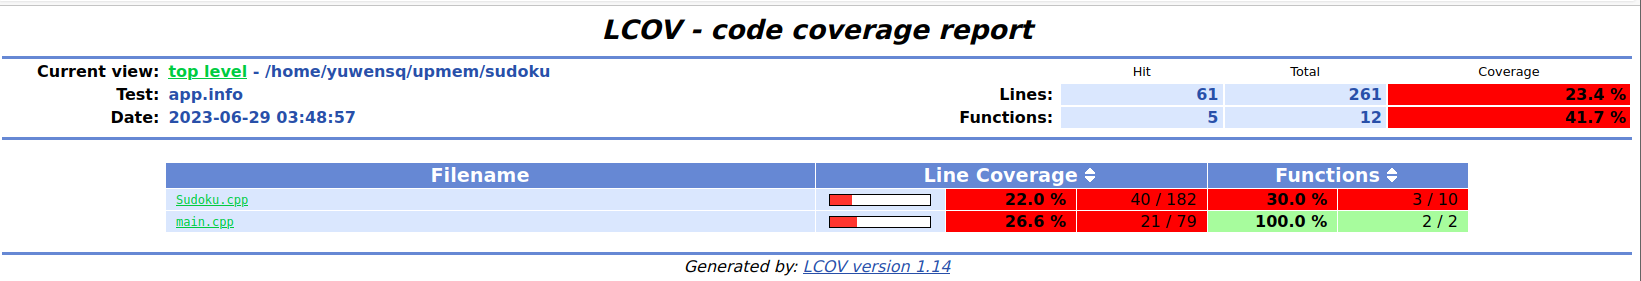 LCOV - code coverage report
Current view: top level - /home/yuwensq/upmem/sudoku Hit Total Coverage
Test: app.info Lines: 61 261 23.4 %
Date: 2023-06-29 03:48:57 Functions: 5 12 41.7 %
Filename Line Coverage Functions
Sudoku.cpp 22.0 % 40 / 182 30.0 % 3 / 10
main.cpp 26.6 % 21 / 79 100.0 % 2 / 2
Generated by: LCOV version 1.14